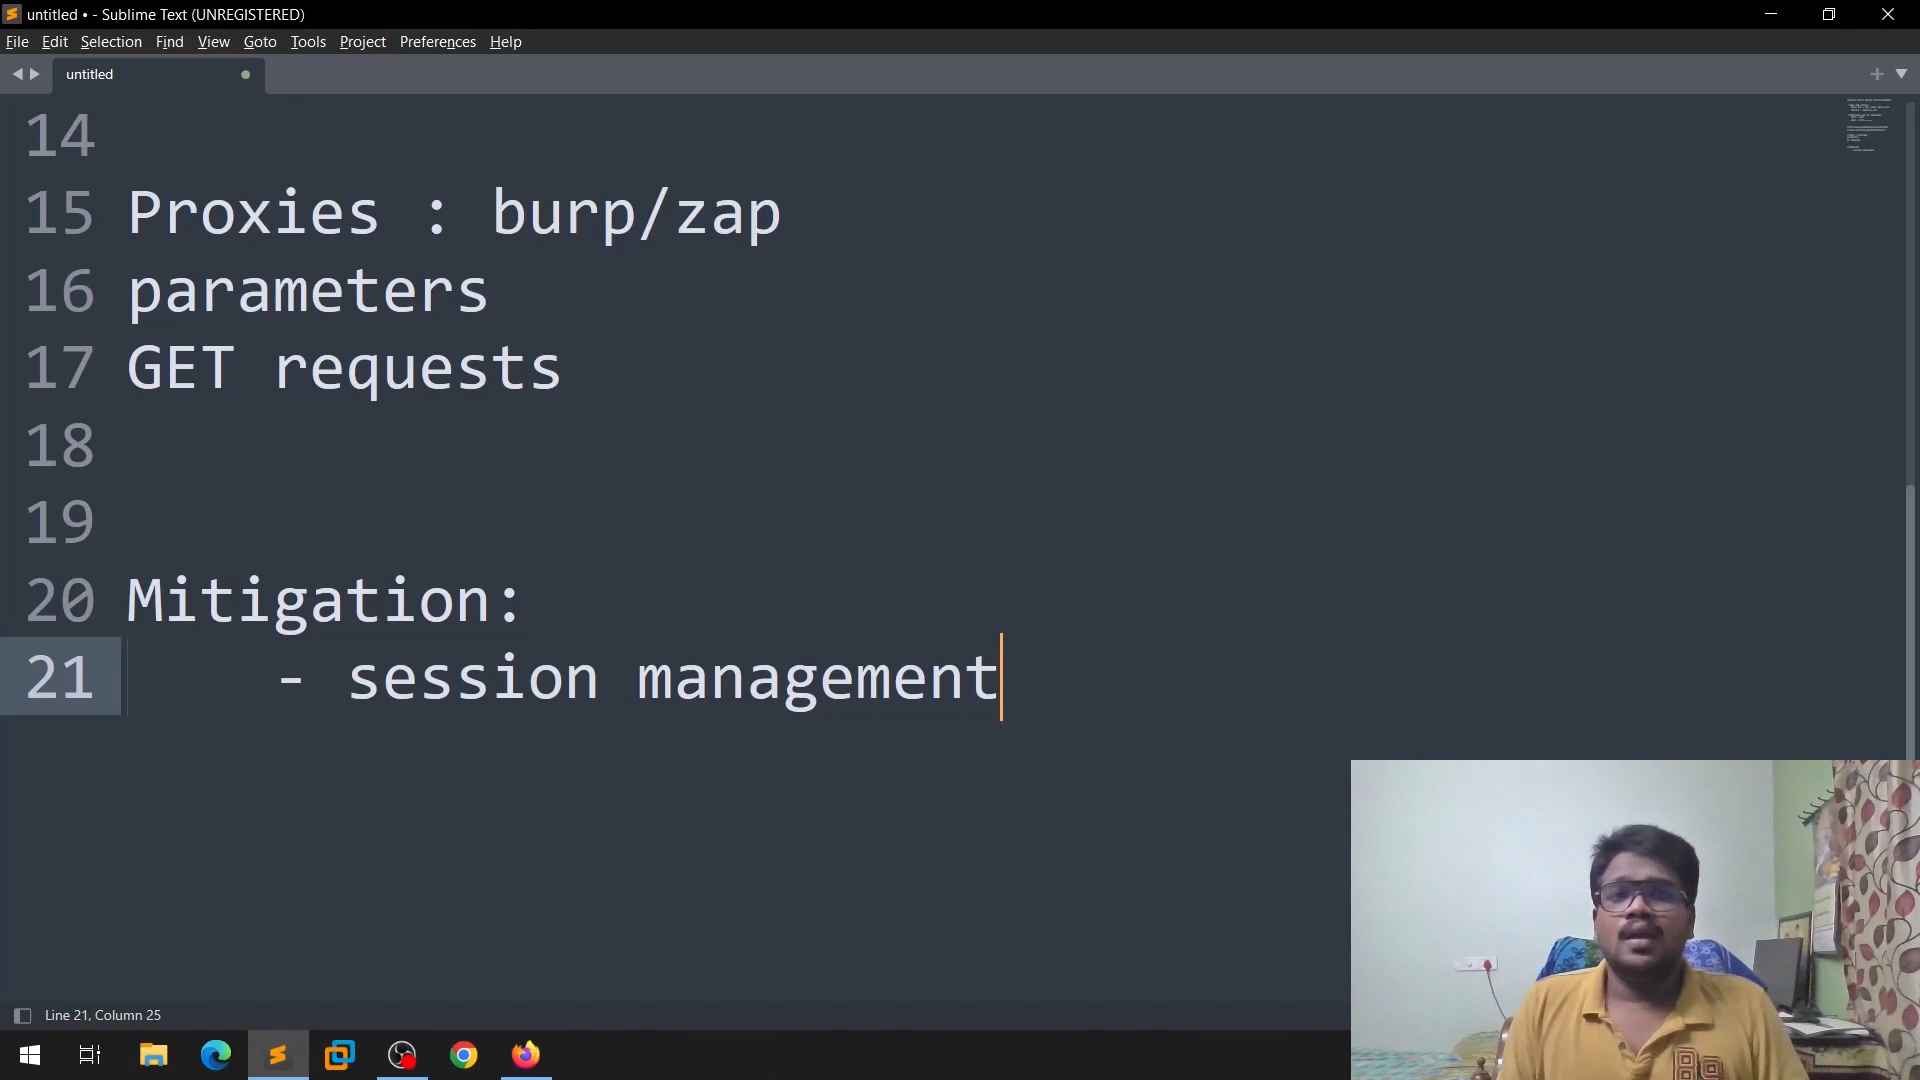 untitled • - Sublime Text (UNREGISTERED)
File Edit Selection Find View Goto Tools Project Preferences Help
untitled
14
15 Proxies : burp/zap
16 parameters
17 GET requests
18
19
20 Mitigation:
21 - session management
Line 21, Column 25